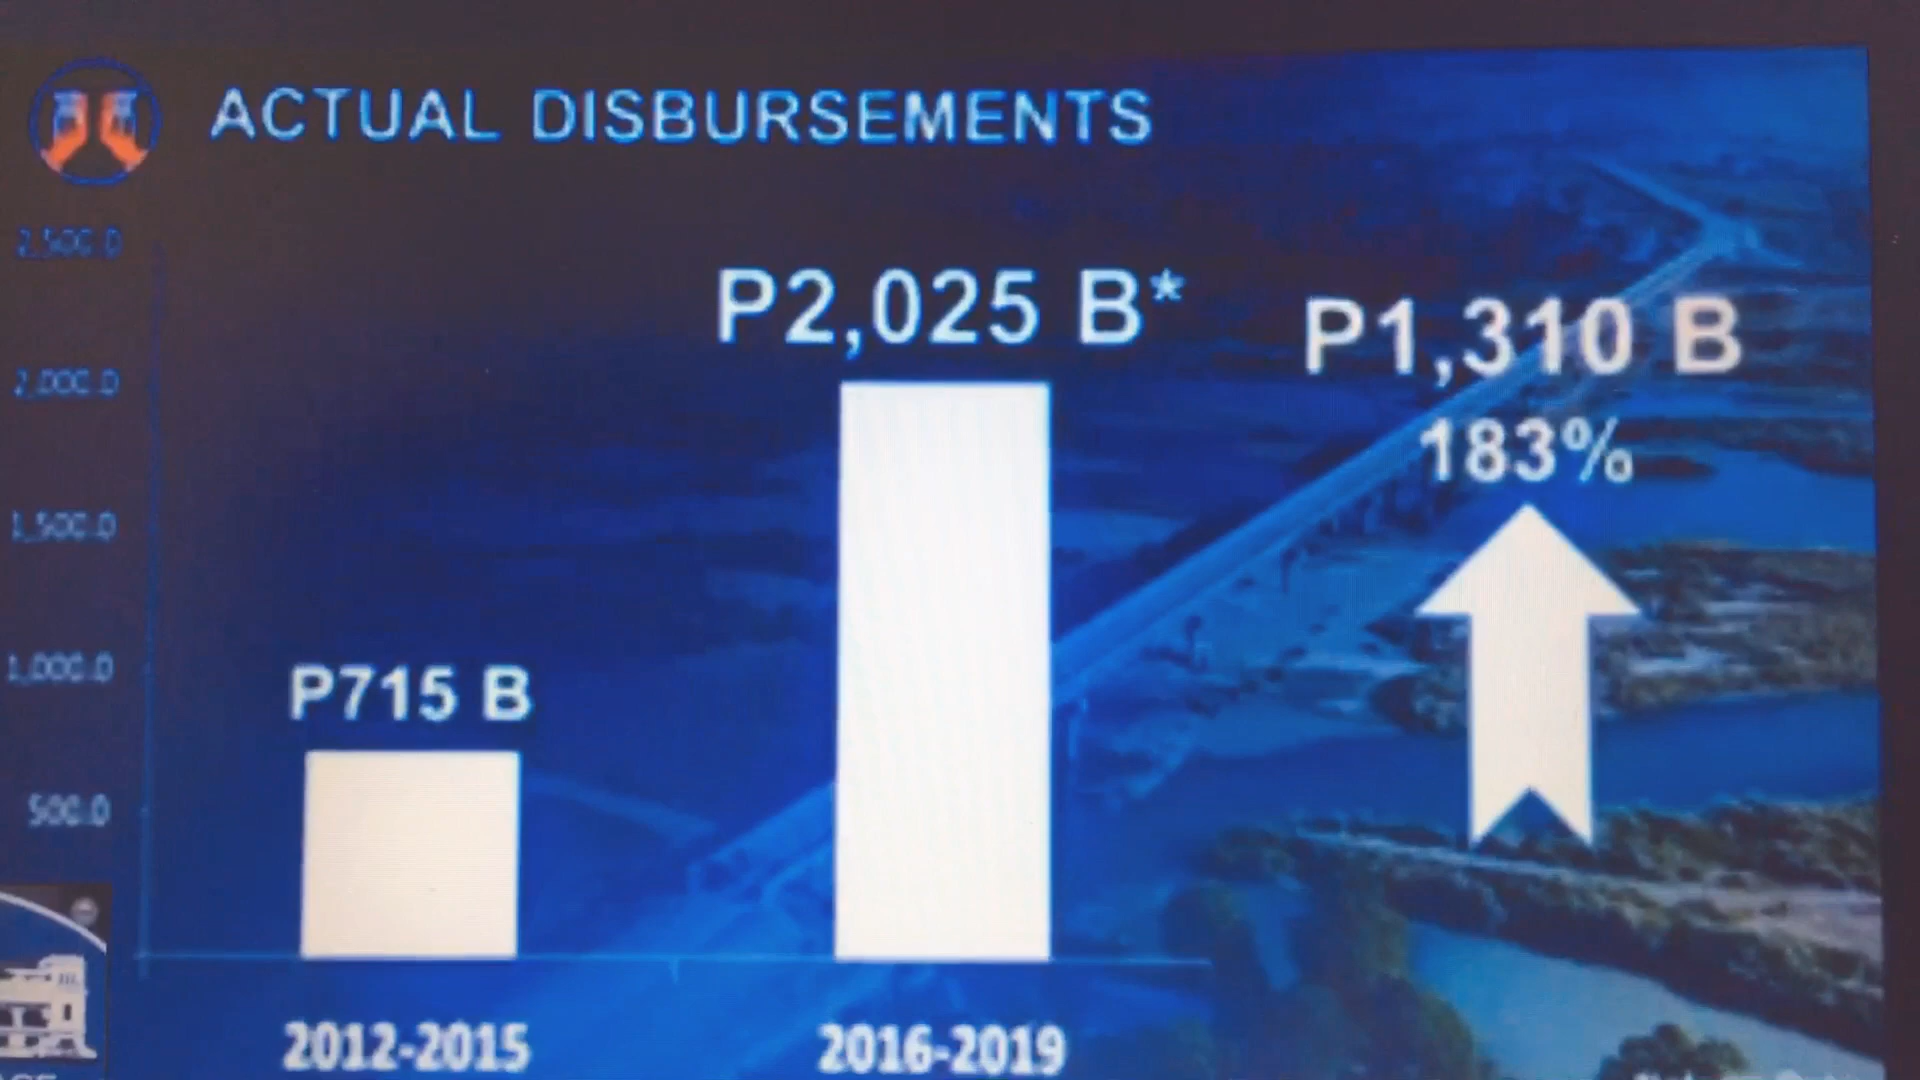 ACTUAL DISBURSEMENTS
2,500.0
2,000.0
1,500.0
1,000.0
500.0
P715 B
P2,025 B*
P1,310 B
183%
2012-2015
2016-2019